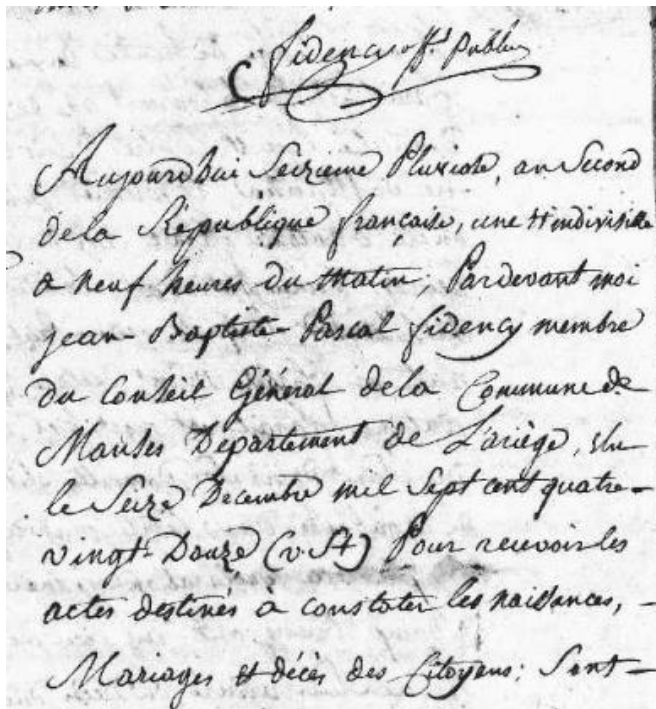 fidency off. Public
Aujourd'hui Seizieme Pluviose, an Second
de la République francaise, une et indivisible
a neuf heures du matin, Pardevant moi
jean-Baptiste Pascal fidency membre
du Conseil Général de la Commune de
Manses Departement de L'ariège, élu
le Seize Decembre mil Sept cent quatre-
vingt Douze (v. St) Pour recevoir les
actes destinés à constater les naissances, -
Mariages et décès des Citoyens: Sont-